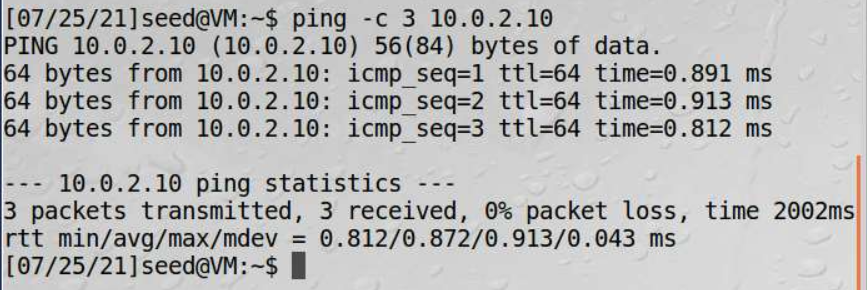 [07/25/21]seed@VM:~$ ping -c 3 10.0.2.10
PING 10.0.2.10 (10.0.2.10) 56(84) bytes of data.
64 bytes from 10.0.2.10: icmp_seq=1 ttl=64 time=0.891 ms
64 bytes from 10.0.2.10: icmp_seq=2 ttl=64 time=0.913 ms
64 bytes from 10.0.2.10: icmp_seq=3 ttl=64 time=0.812 ms
--- 10.0.2.10 ping statistics ---
3 packets transmitted, 3 received, 0% packet loss, time 2002ms
rtt min/avg/max/mdev = 0.812/0.872/0.913/0.043 ms
[07/25/21]seed@VM:~$